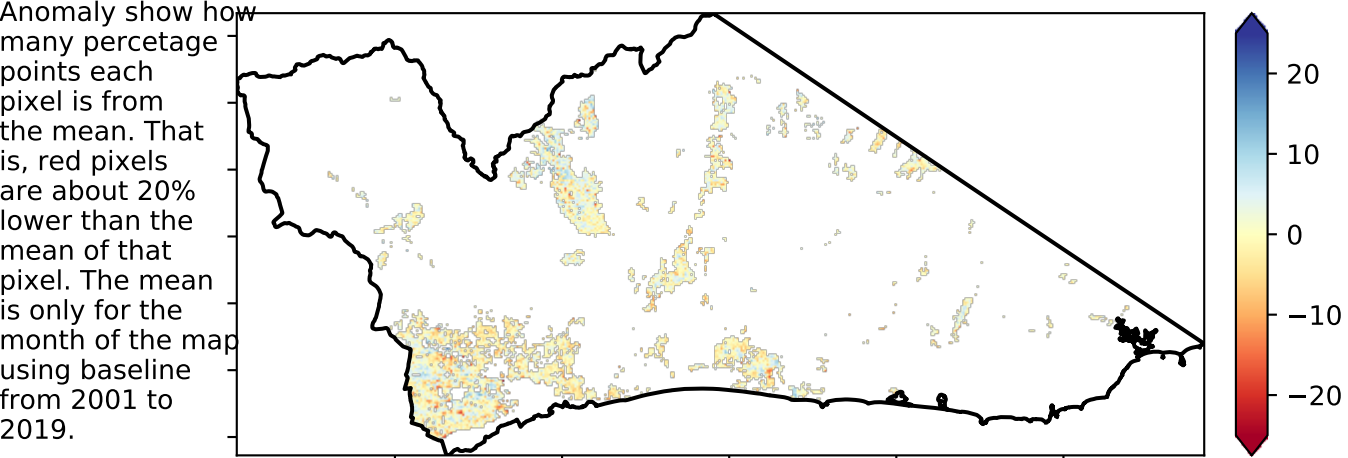 Anomaly show how
many percetage
points each
pixel is from
the mean. That
is, red pixels
are about 20%
lower than the
mean of that
pixel. The mean
is only for the
month of the map
using baseline
from 2001 to
2019.
20
10
0
−10
−20